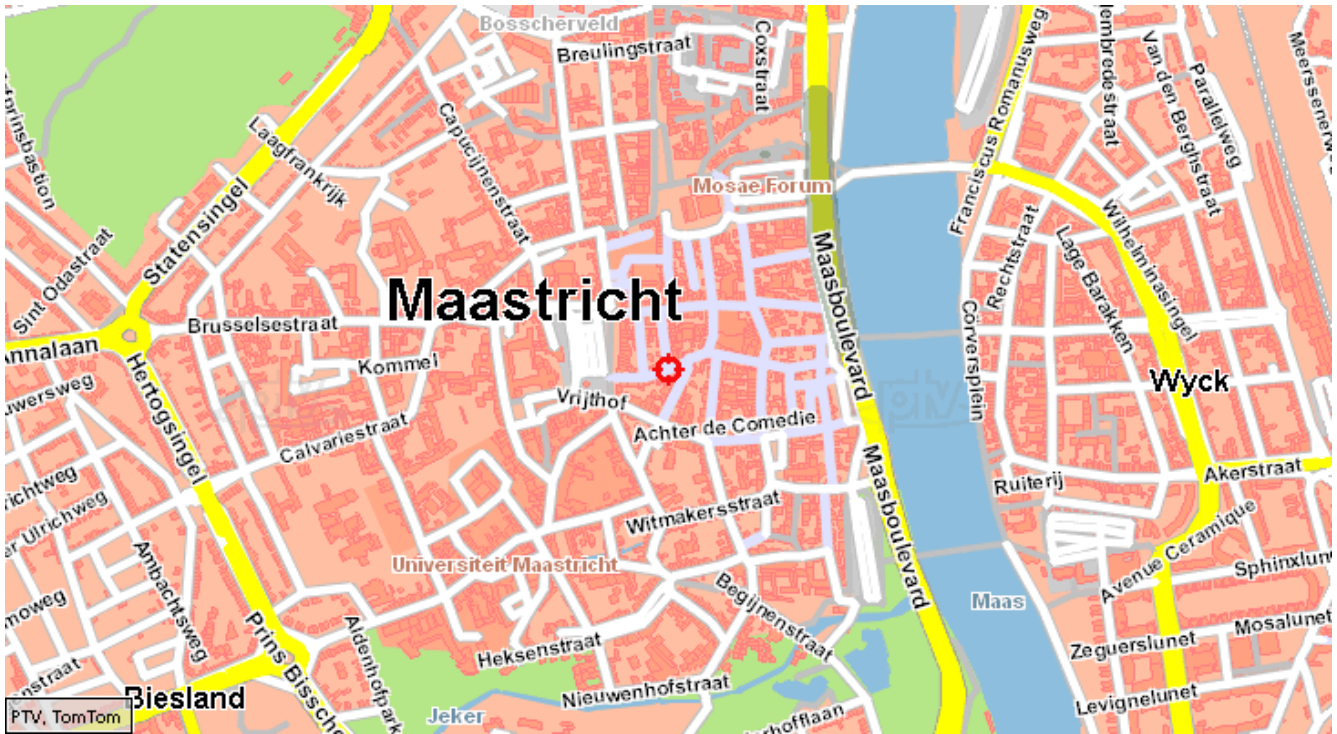 Bosscherveld
Breulingstraat
Coxstraat
Franciscus Romanusweg
Van den Berghstraat
Parallelweg
Laagfrankrijk
Capucijnenstraat
Mosae Forum
Statensingel
Sint Odastraat
Maastricht
Maasboulevard
Rechtstraat
Lage Barakken
Wilhelminasingel
Brusselsestraat
Kommel
Hertogsingel
Vrijthof
Achter de Comedie
Corversplein
Wyck
Calvariestraat
Maasboulevard
Ruiterij
Akerstraat
Witmakersstraat
Universiteit Maastricht
Avenue Ceramique
Ambachtsweg
Begijnenstraat
Maas
Mosalunet
Zeguerslunet
Heksenstraat
Aldenhofpark
Nieuwenhofstraat
Levignelunet
Biesland
Jeker
PTV, TomTom